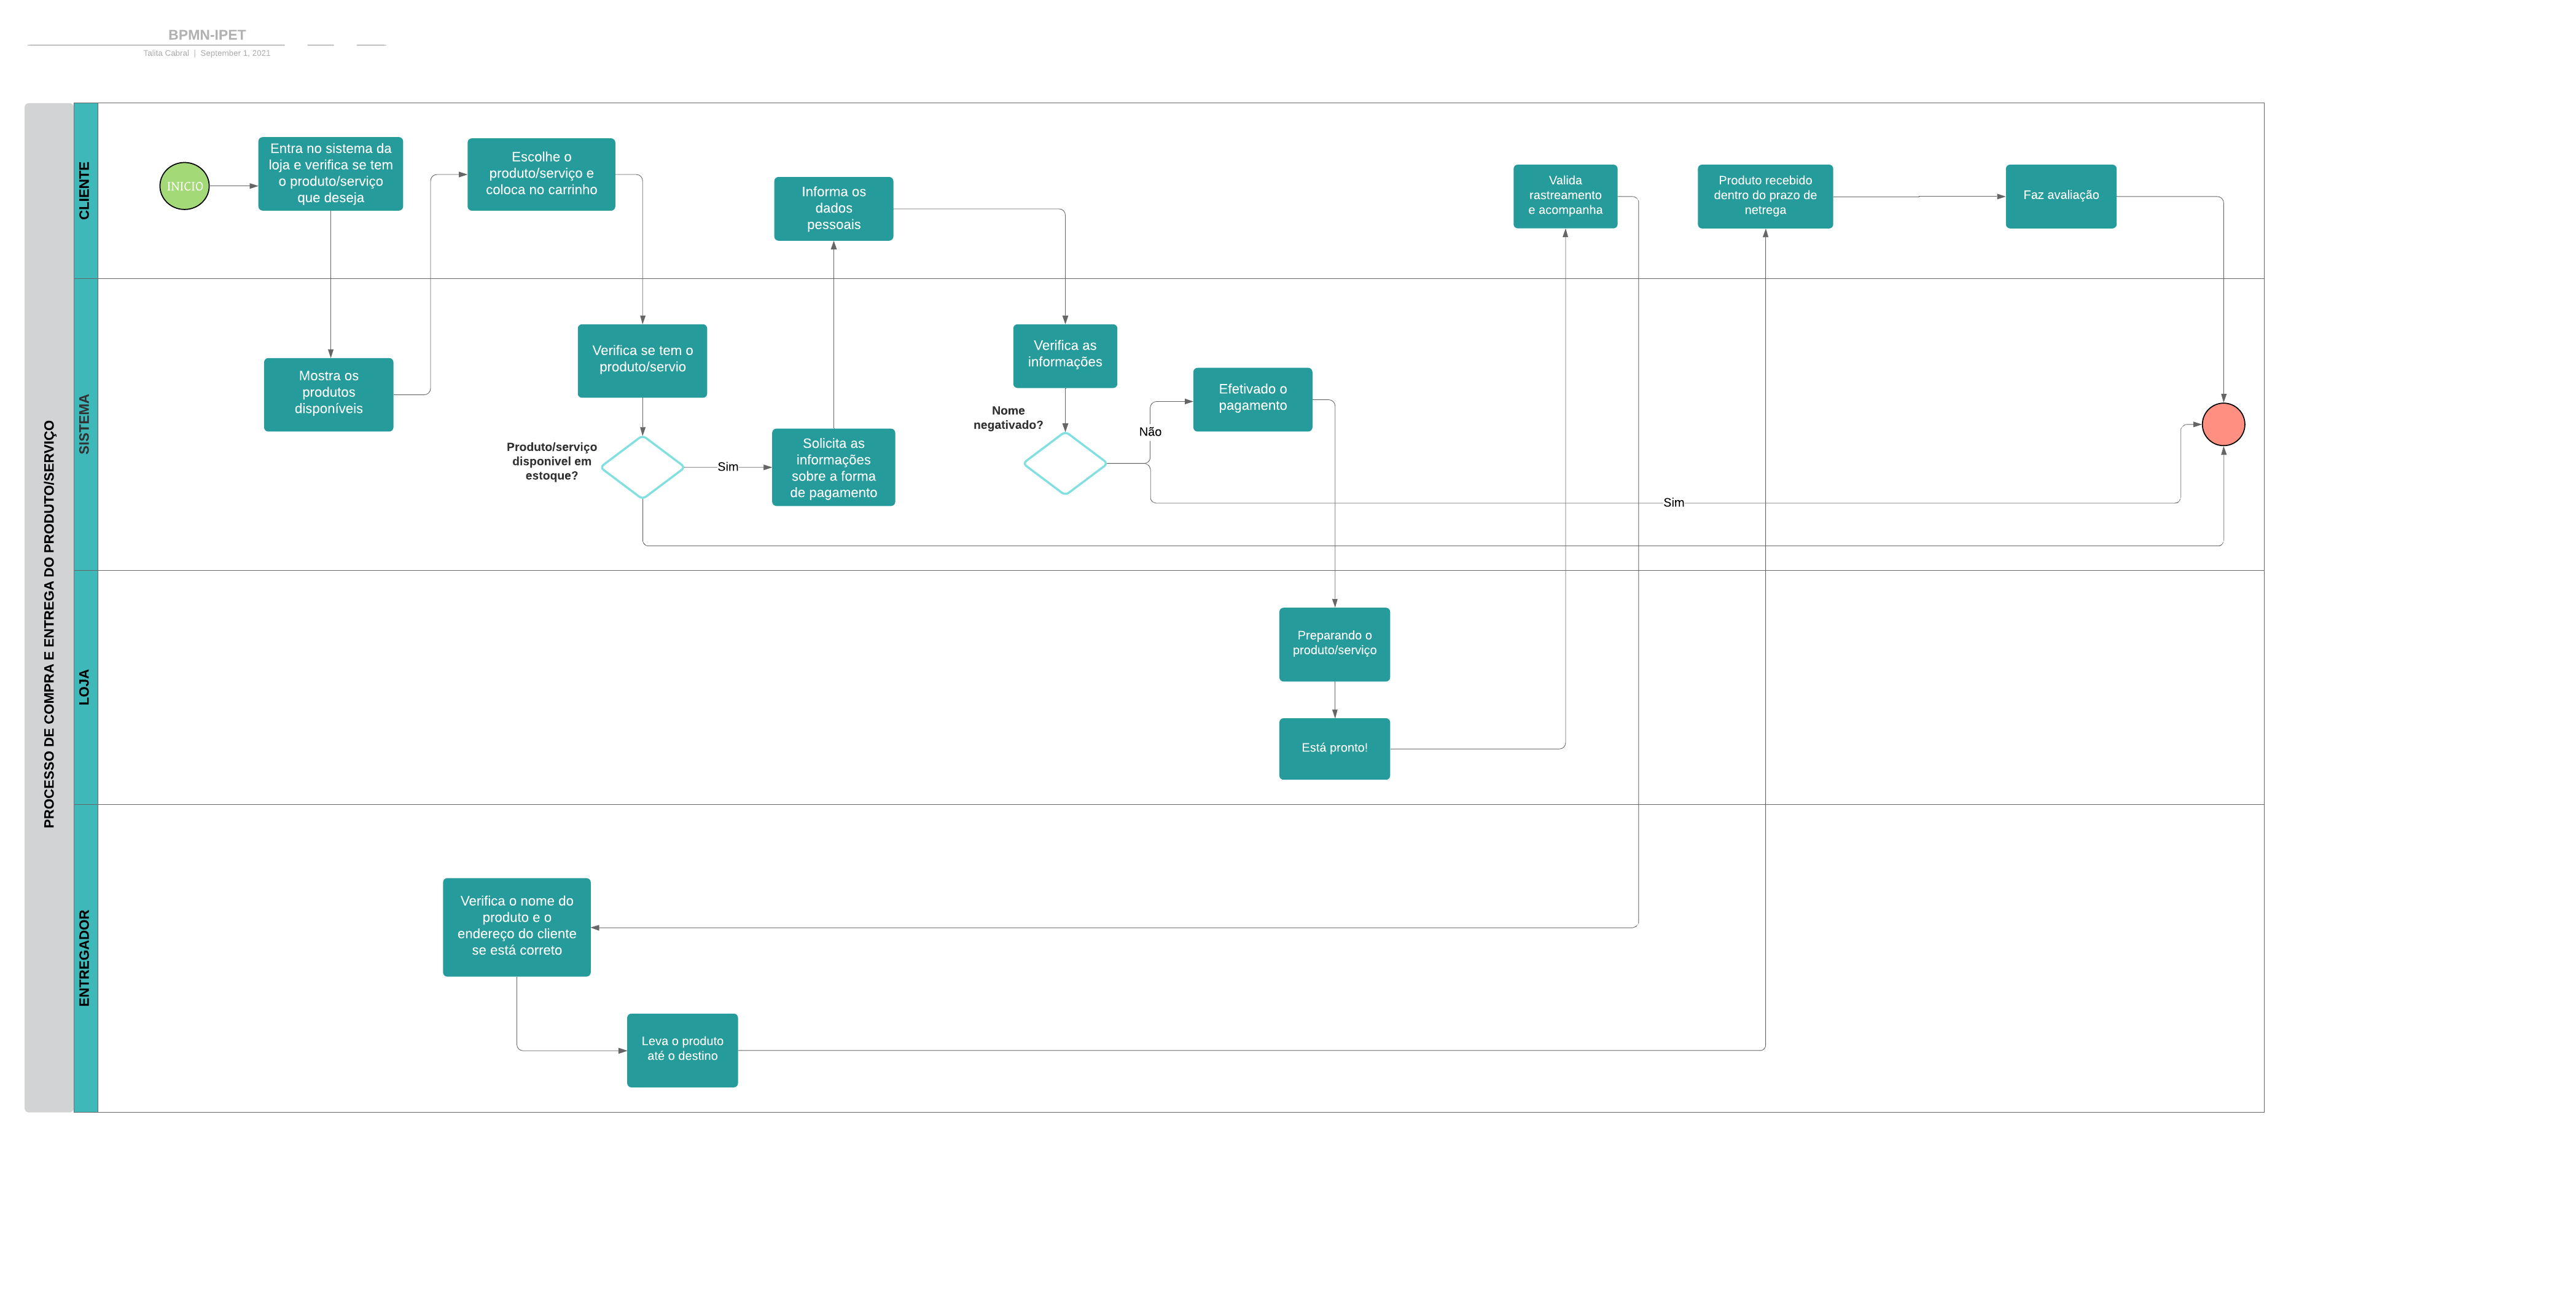 BPMN-IPET
Talita Cabral | September 1, 2021
PROCESSO DE COMPRA E ENTREGA DO PRODUTO/SERVIÇO
CLIENTE
INICIO
Entra no sistema da
loja e verifica se tem
o produto/serviço
que deseja
Escolhe o
produto/serviço e
coloca no carrinho
Informa os
dados
pessoais
Valida
rastreamento
e acompanha
Produto recebido
dentro do prazo de
netrega
Faz avaliação
SISTEMA
Mostra os
produtos
disponíveis
Verifica se tem o
produto/servio
Produto/serviço
disponivel em
estoque?
Sim
Solicita as
informações
sobre a forma
de pagamento
Verifica as
informações
Nome
negativado?
Não
Efetivado o
pagamento
Sim
LOJA
Preparando o
produto/serviço
Está pronto!
ENTREGADOR
Verifica o nome do
produto e o
endereço do cliente
se está correto
Leva o produto
até o destino